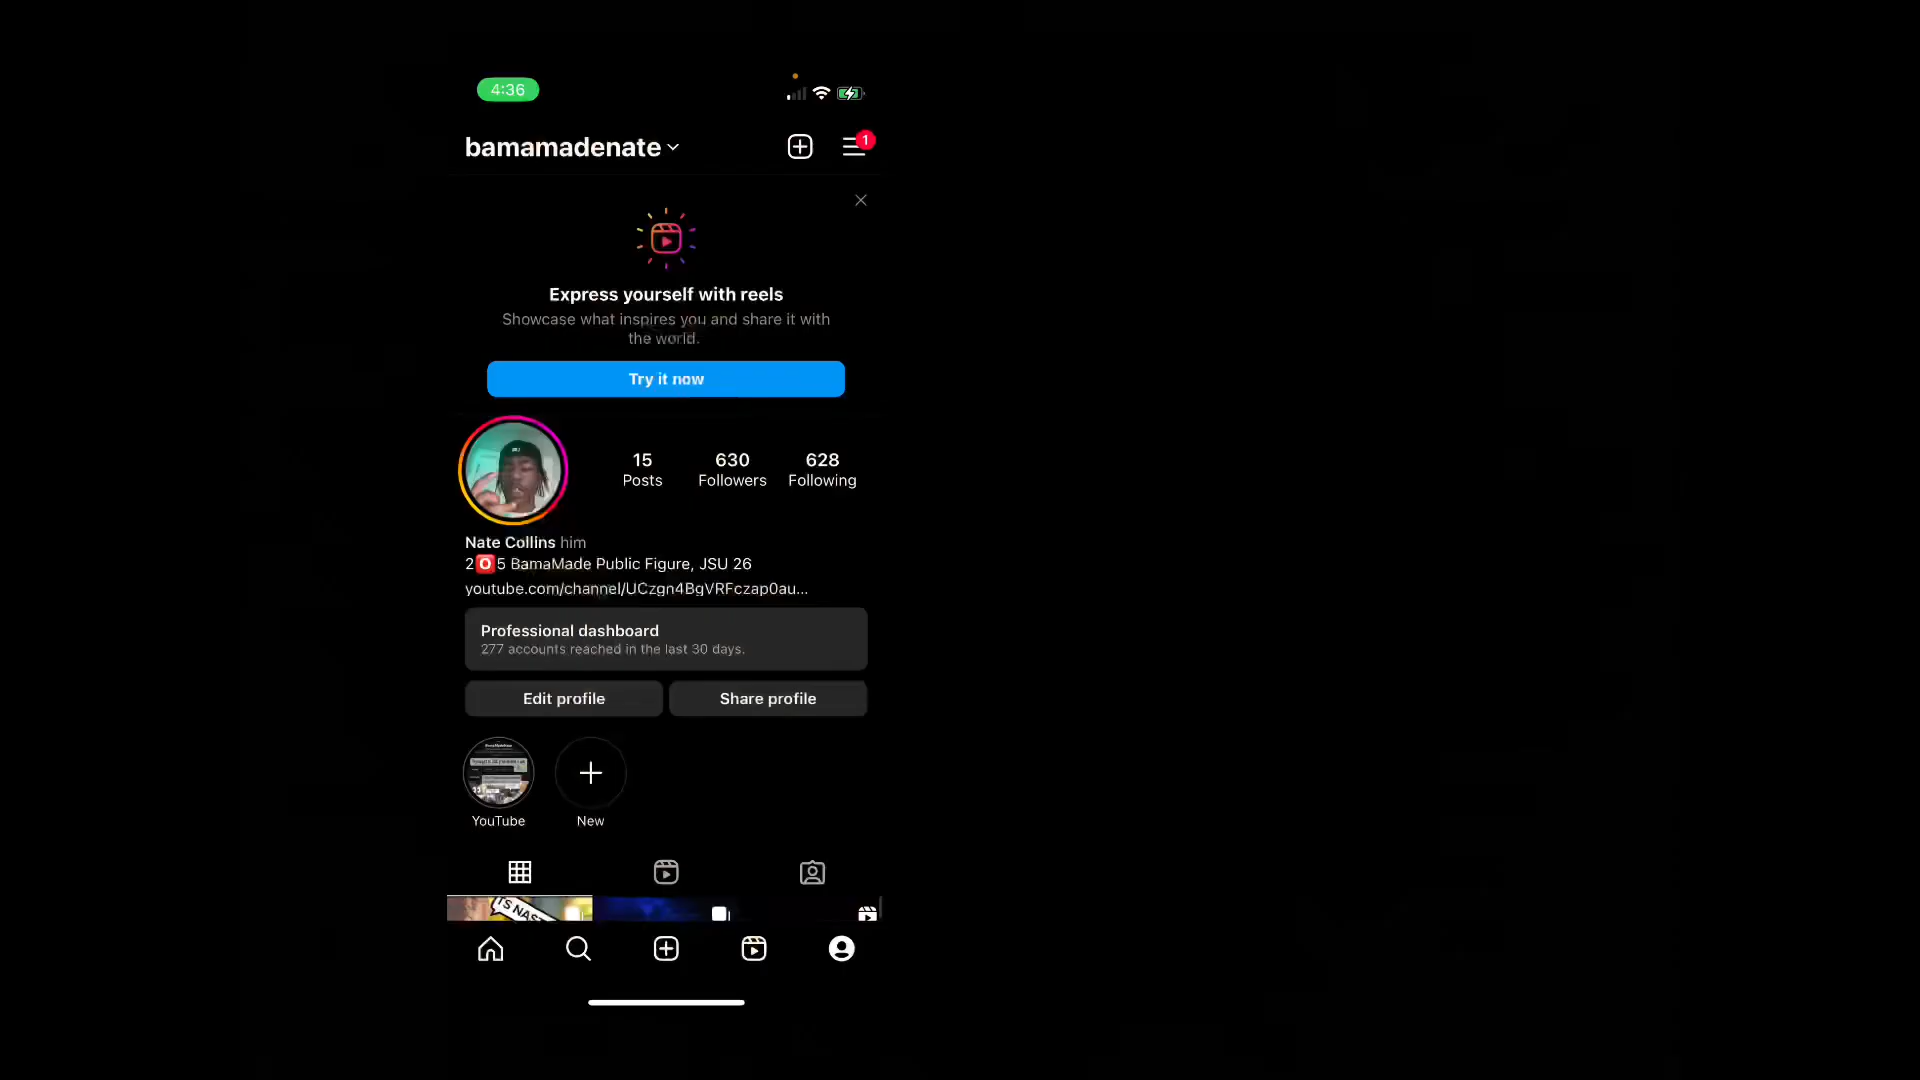 4:36
bamamadenate
1
Express yourself with reels
Showcase what inspires you and share it with
the world.
Try it now
15 630 628
Posts Followers Following
Nate Collins him
2🅾️5 BamaMade Public Figure, JSU 26
youtube.com/channel/UCzgn4BgVRFczap0au...
Professional dashboard
277 accounts reached in the last 30 days.
Edit profile Share profile
YouTube New